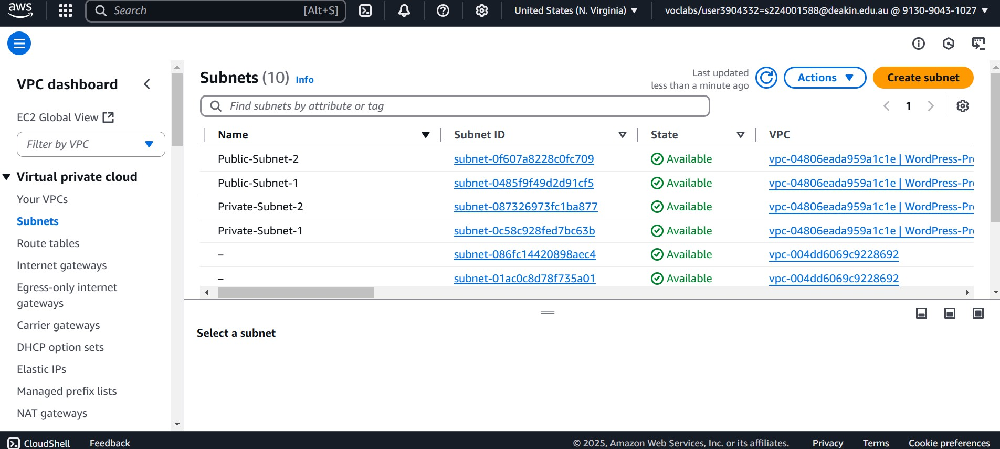 aws
Search [Alt+S]
United States (N. Virginia)
voclabs/user3904332=s224001588@deakin.edu.au @ 9130-9043-1027
VPC dashboard
EC2 Global View
Filter by VPC
Virtual private cloud
Your VPCs
Subnets
Route tables
Internet gateways
Egress-only internet
gateways
Carrier gateways
DHCP option sets
Elastic IPs
Managed prefix lists
NAT gateways
Subnets (10) Info
Last updated
less than a minute ago
Actions
Create subnet
Find subnets by attribute or tag
1
Name Subnet ID State VPC
Public-Subnet-2 subnet-0f607a8228c0fc709 Available vpc-04806eada959a1c1e | WordPress-Pr
Public-Subnet-1 subnet-0485f9f49d2d91cf5 Available vpc-04806eada959a1c1e | WordPress-Pr
Private-Subnet-2 subnet-087326973fc1ba877 Available vpc-04806eada959a1c1e | WordPress-Pr
Private-Subnet-1 subnet-0c58c928fed7bc63b Available vpc-04806eada959a1c1e | WordPress-Pr
– subnet-086fc14420898aec4 Available vpc-004dd6069c9228692
– subnet-01ac0c8d78f735a01 Available vpc-004dd6069c9228692
Select a subnet
CloudShell Feedback © 2025, Amazon Web Services, Inc. or its affiliates. Privacy Terms Cookie preferences